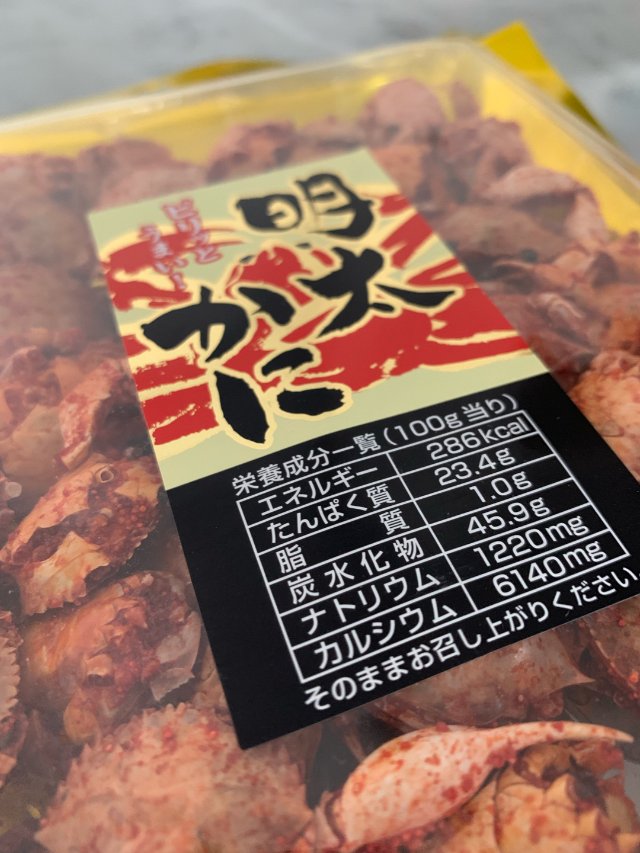 ピリッと
うまい!
明太
かに
栄養成分一覧(100g当り)
エネルギー 286kcal
たんぱく質 23.4g
脂質 1.0g
炭水化物 45.9g
ナトリウム 1220mg
カルシウム 6140mg
そのままお召し上がりください